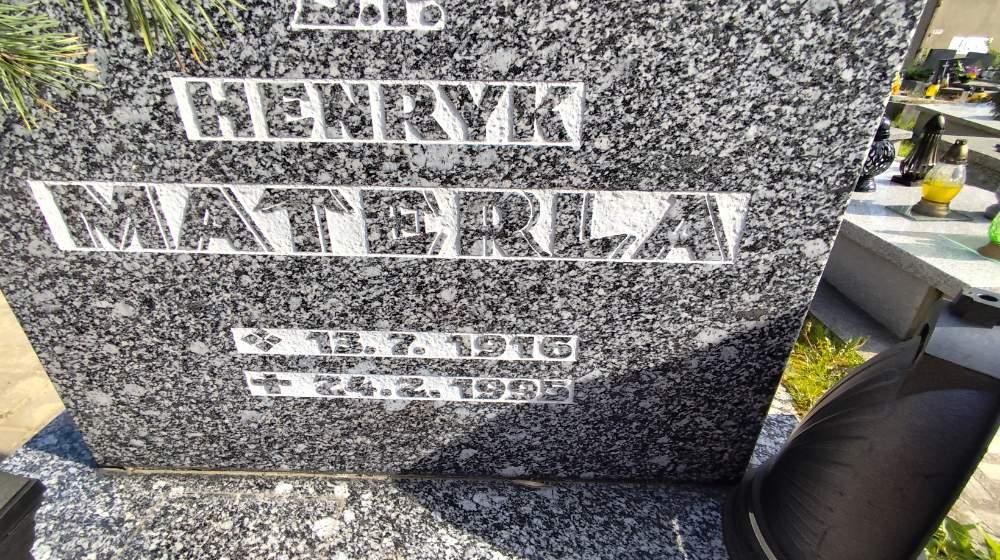 Ś.P.
HENRYK
MATERLA
13.7.1916
24.2.1995